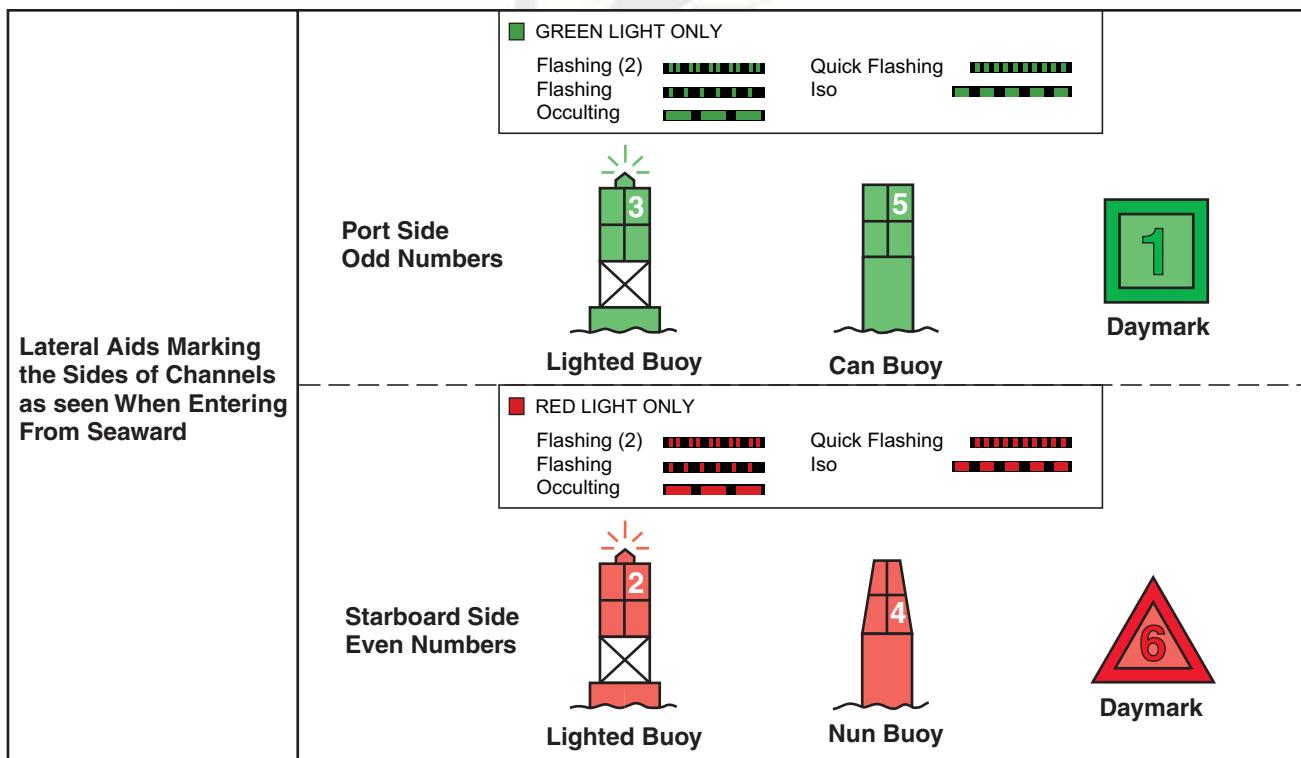 Lateral Aids Marking
the Sides of Channels
as seen When Entering
From Seaward
GREEN LIGHT ONLY
Flashing (2)
Flashing
Occulting
Quick Flashing
Iso
Port Side
Odd Numbers
3
Lighted Buoy
5
Can Buoy
1
Daymark
RED LIGHT ONLY
Flashing (2)
Flashing
Occulting
Quick Flashing
Iso
Starboard Side
Even Numbers
2
Lighted Buoy
4
Nun Buoy
6
Daymark